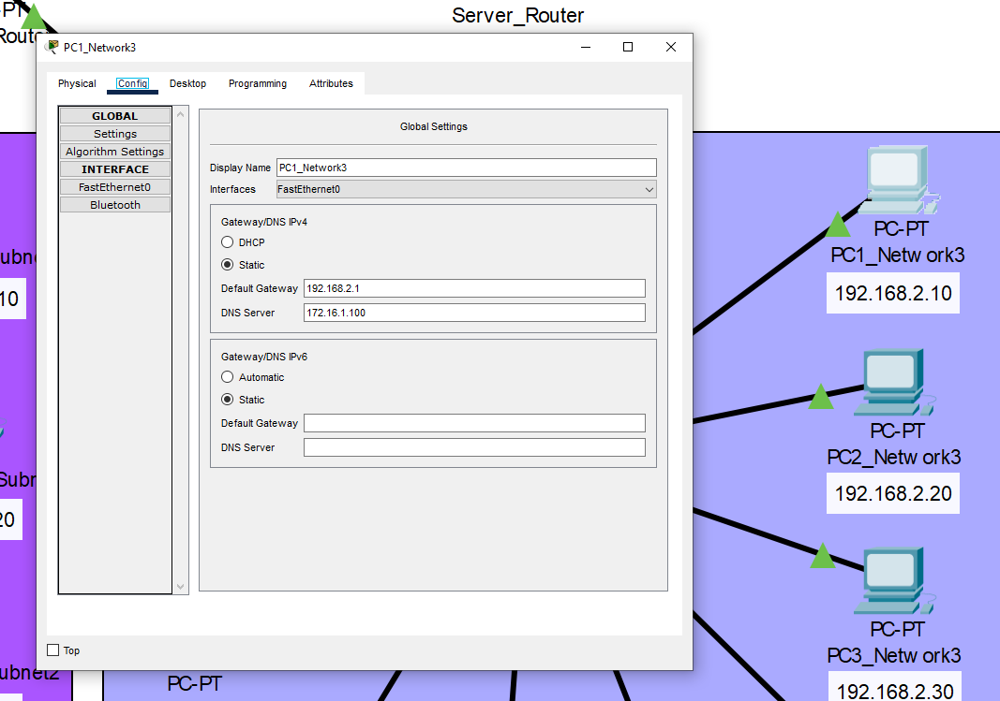 -PT
Server_Router
Route
PC1_Network3
Physical
Config
Desktop
Programming
Attributes
GLOBAL
Settings
Algorithm Settings
INTERFACE
FastEthernet0
Bluetooth
Global Settings
Display Name
PC1_Network3
Interfaces
FastEthernet0
Gateway/DNS IPv4
DHCP
Static
Default Gateway
192.168.2.1
DNS Server
172.16.1.100
Gateway/DNS IPv6
Automatic
Static
Default Gateway
DNS Server
Top
ubn
10
Subr
20
ubnet2
PC-PT
PC-PT
PC1_Netw ork3
192.168.2.10
PC-PT
PC2_Netw ork3
192.168.2.20
PC-PT
PC3_Netw ork3
192.168.2.30